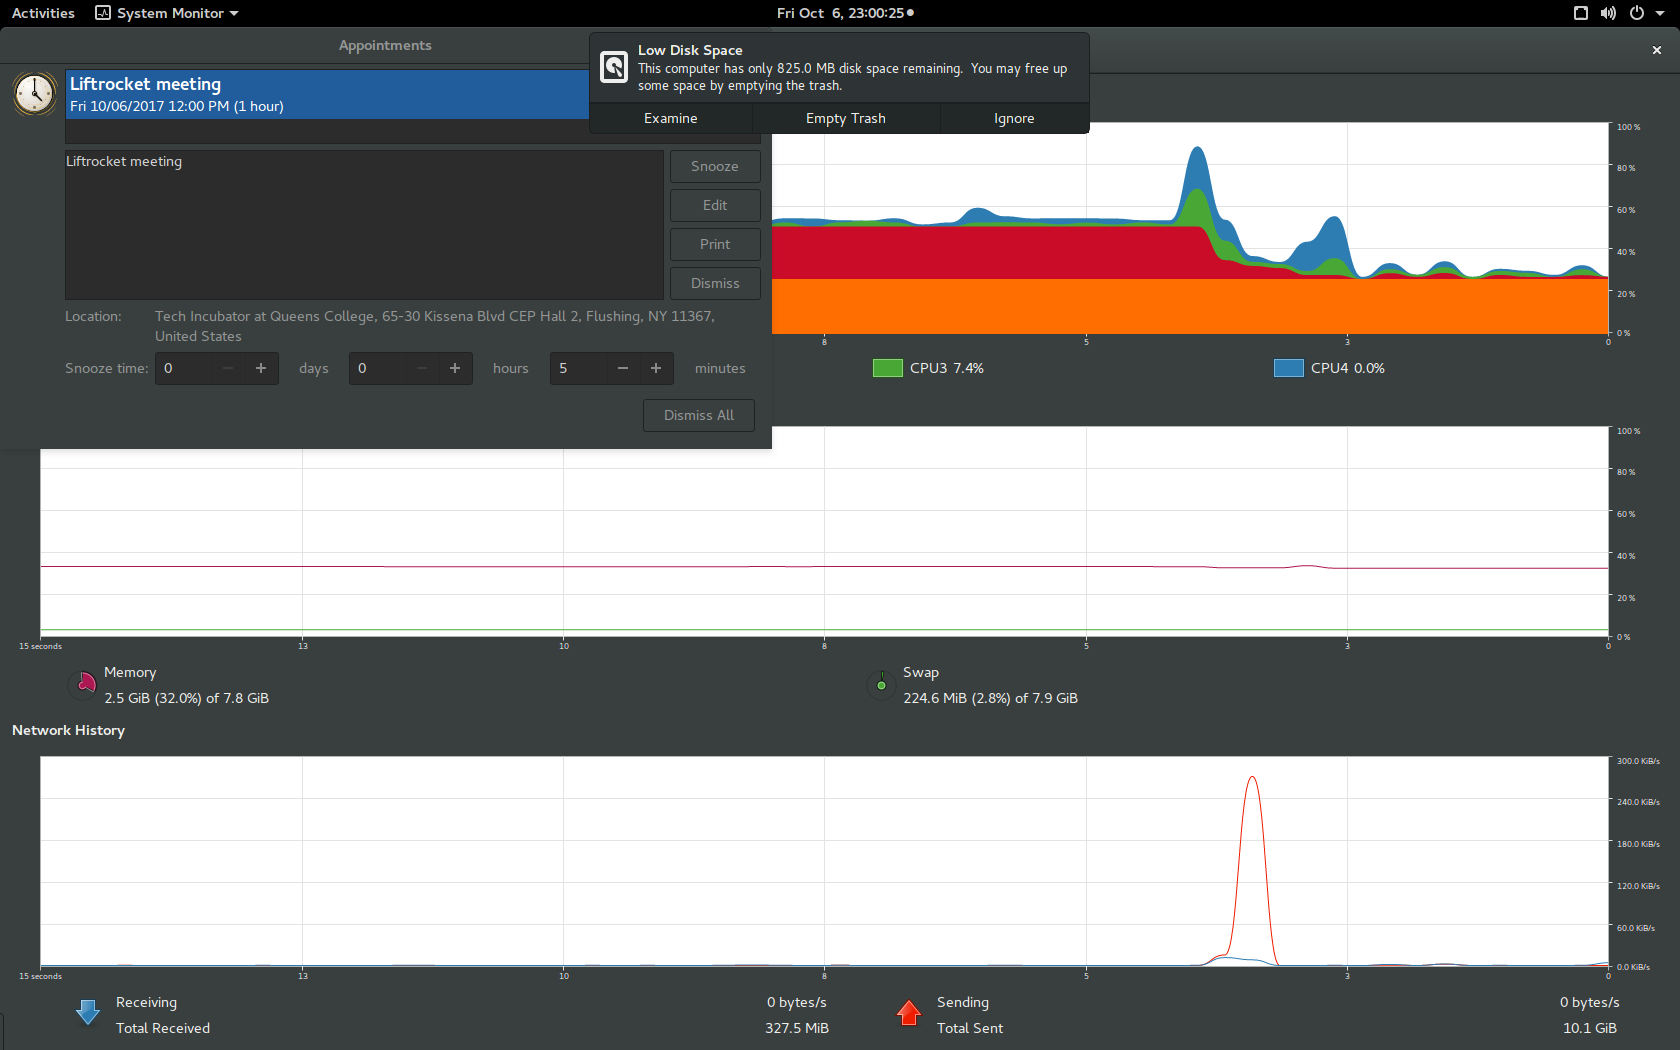 Activities
System Monitor
Fri Oct 6, 23:00:25
Appointments
Low Disk Space
This computer has only 825.0 MB disk space remaining. You may free up
some space by emptying the trash.
Examine
Empty Trash
Ignore
Liftrocket meeting
Fri 10/06/2017 12:00 PM (1 hour)
Liftrocket meeting
Snooze
Edit
Print
Dismiss
Location:
Tech Incubator at Queens College, 65-30 Kissena Blvd CEP Hall 2, Flushing, NY 11367,
United States
Snooze time:
0
days
0
hours
5
minutes
Dismiss All
100 %
80 %
60 %
40 %
20 %
0 %
8
5
3
0
CPU3 7.4%
CPU4 0.0%
100 %
80 %
60 %
40 %
20 %
0 %
15 seconds
13
10
8
5
3
0
Memory
2.5 GiB (32.0%) of 7.8 GiB
Swap
224.6 MiB (2.8%) of 7.9 GiB
Network History
300.0 KiB/s
240.0 KiB/s
180.0 KiB/s
120.0 KiB/s
60.0 KiB/s
0.0 KiB/s
15 seconds
13
10
8
5
3
0
Receiving
0 bytes/s
Total Received
327.5 MiB
Sending
0 bytes/s
Total Sent
10.1 GiB